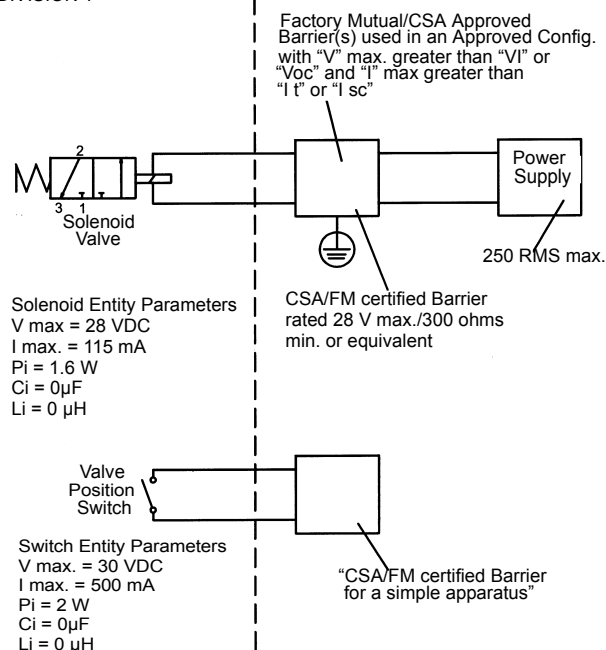 Factory Mutual/CSA Approved
Barrier(s) used in an Approved Config.
with “V” max. greater than “VI” or
“Voc” and “I” max greater than
“I t” or “I sc”
2
3 1
Solenoid
Valve
Power
Supply
250 RMS max.
CSA/FM certified Barrier
rated 28 V max./300 ohms
min. or equivalent
Solenoid Entity Parameters
V max = 28 VDC
I max. = 115 mA
Pi = 1.6 W
Ci = 0µF
Li = 0 µH
Valve
Position
Switch
Switch Entity Parameters
V max. = 30 VDC
I max. = 500 mA
Pi = 2 W
Ci = 0µF
Li = 0 µH
“CSA/FM certified Barrier
for a simple apparatus”